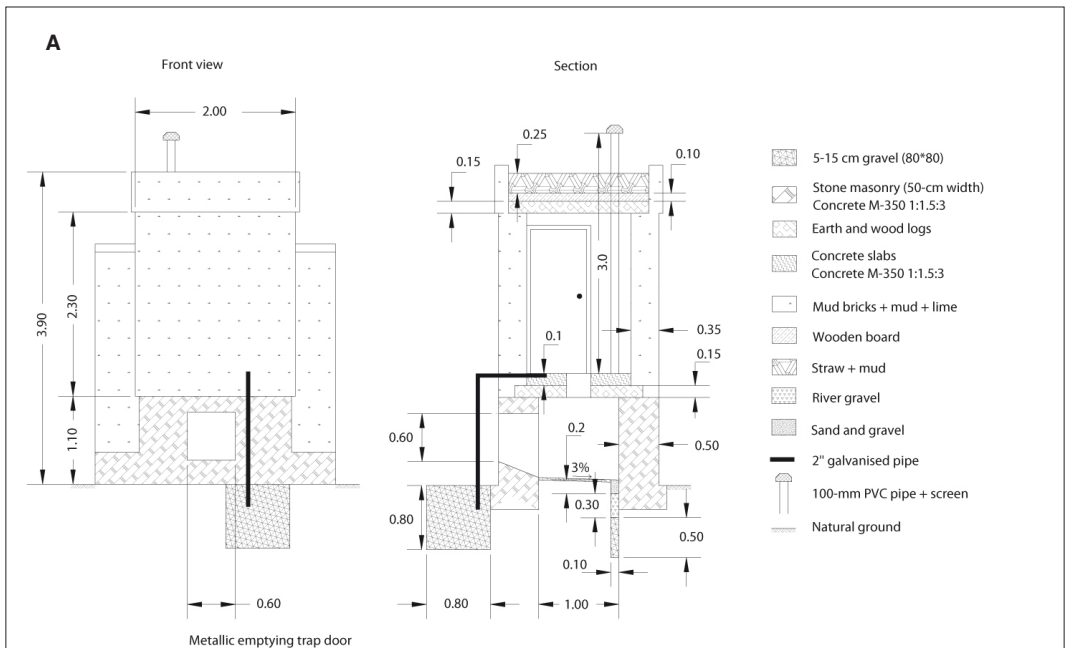 A
Front view
Section
2.00
0.25
0.15
0.10
3.90
2.30
1.10
3.0
0.1
0.35
0.15
0.60
0.2
3%
0.50
0.30
0.80
0.50
0.10
0.60
0.80
1.00
Metallic emptying trap door
5-15 cm gravel (80*80)
Stone masonry (50-cm width)
Concrete M-350 1:1.5:3
Earth and wood logs
Concrete slabs
Concrete M-350 1:1.5:3
Mud bricks + mud + lime
Wooden board
Straw + mud
River gravel
Sand and gravel
2" galvanised pipe
100-mm PVC pipe + screen
Natural ground